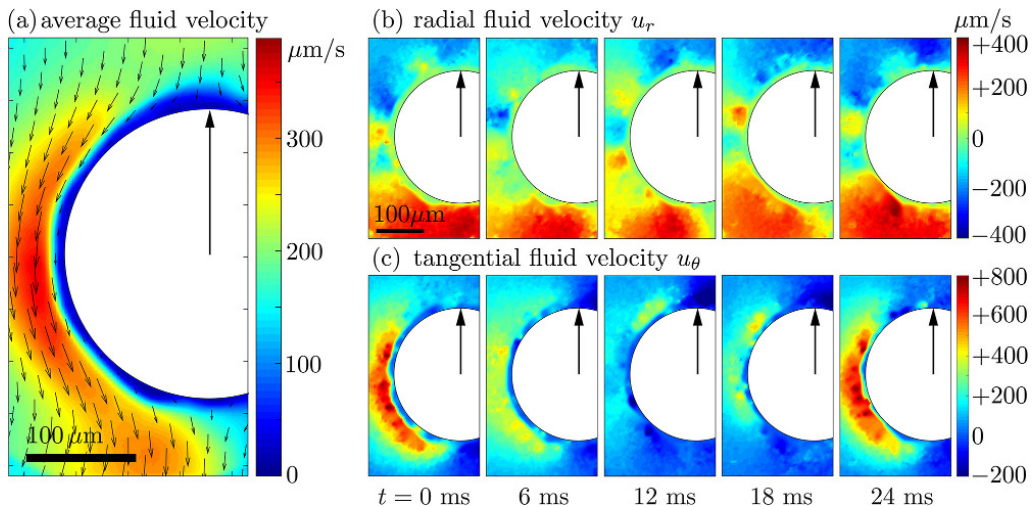 (a) average fluid velocity
μm/s
300
200
100
0
100 μm
(b) radial fluid velocity u_r
μm/s
+400
+200
0
−200
−400
100μm
(c) tangential fluid velocity u_θ
+800
+600
+400
+200
0
−200
t = 0 ms 6 ms 12 ms 18 ms 24 ms